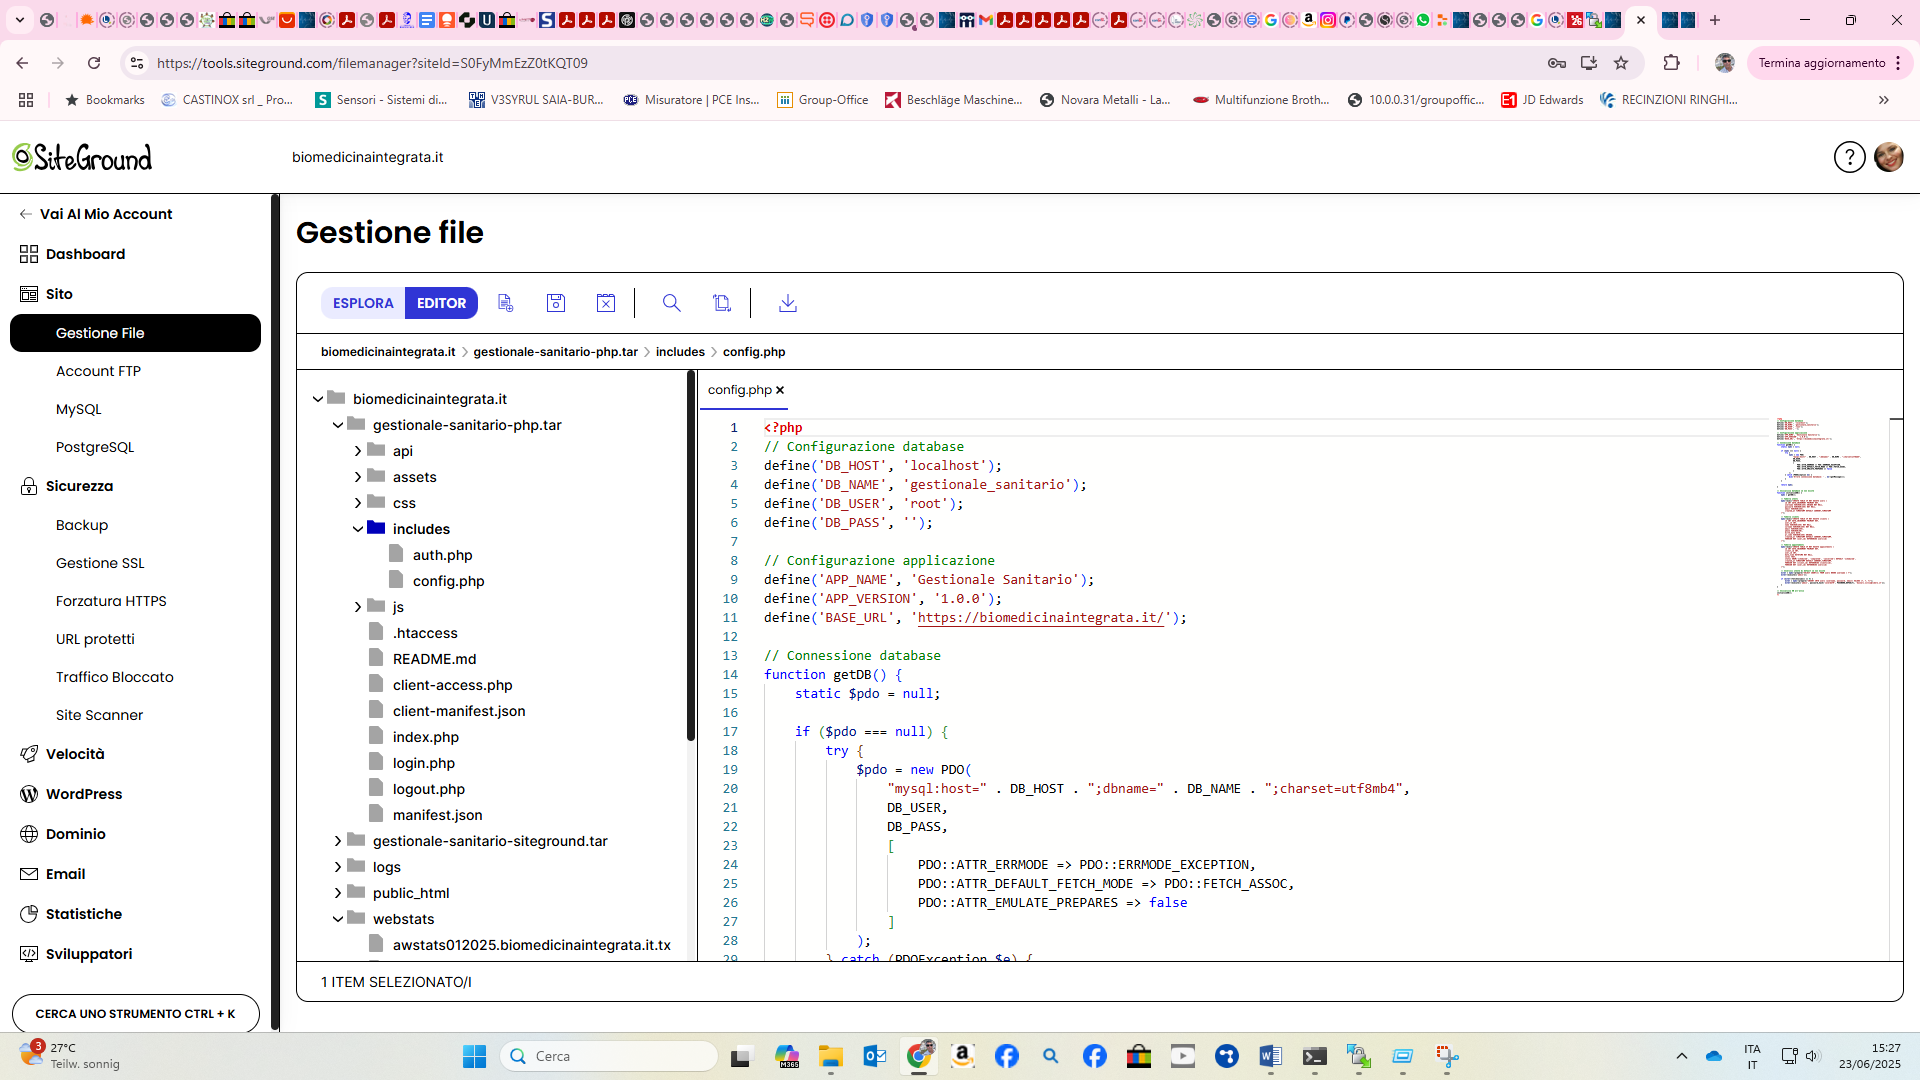 https://tools.siteground.com/filemanager?siteId=S0FyMmEzZ0tKQT09
Termina aggiornamento
Bookmarks
CASTINOX srl _ Pro...
Sensori - Sistemi di...
V3SYRUL SAIA-BUR...
Misuratore | PCE Ins...
Group-Office
Beschläge Maschine...
Novara Metalli - La...
Multifunzione Broth...
10.0.0.31/groupoffic...
JD Edwards
RECINZIONI RINGHI...
SiteGround
biomedicinaintegrata.it
?
Vai Al Mio Account
Dashboard
Sito
Gestione File
Account FTP
MySQL
PostgreSQL
Sicurezza
Backup
Gestione SSL
Forzatura HTTPS
URL protetti
Traffico Bloccato
Site Scanner
Velocità
WordPress
Dominio
Email
Statistiche
Sviluppatori
CERCA UNO STRUMENTO CTRL + K
Gestione file
ESPLORA EDITOR
biomedicinaintegrata.it > gestionale-sanitario-php.tar > includes > config.php
biomedicinaintegrata.it
gestionale-sanitario-php.tar
api
assets
css
includes
auth.php
config.php
js
.htaccess
README.md
client-access.php
client-manifest.json
index.php
login.php
logout.php
manifest.json
gestionale-sanitario-siteground.tar
logs
public_html
webstats
awstats012025.biomedicinaintegrata.it.tx
config.php
1 <?php
2 // Configurazione database
3 define('DB_HOST', 'localhost');
4 define('DB_NAME', 'gestionale_sanitario');
5 define('DB_USER', 'root');
6 define('DB_PASS', '');
7
8 // Configurazione applicazione
9 define('APP_NAME', 'Gestionale Sanitario');
10 define('APP_VERSION', '1.0.0');
11 define('BASE_URL', 'https://biomedicinaintegrata.it/');
12
13 // Connessione database
14 function getDB() {
15 static $pdo = null;
16
17 if ($pdo === null) {
18 try {
19 $pdo = new PDO(
20 "mysql:host=" . DB_HOST . ";dbname=" . DB_NAME . ";charset=utf8mb4",
21 DB_USER,
22 DB_PASS,
23 [
24 PDO::ATTR_ERRMODE => PDO::ERRMODE_EXCEPTION,
25 PDO::ATTR_DEFAULT_FETCH_MODE => PDO::FETCH_ASSOC,
26 PDO::ATTR_EMULATE_PREPARES => false
27 ]
28 );
29 } catch (PDOException $e) {
1 ITEM SELEZIONATO/I
3
27°C
Teilw. sonnig
Cerca
ITA
IT
15:27
23/06/2025